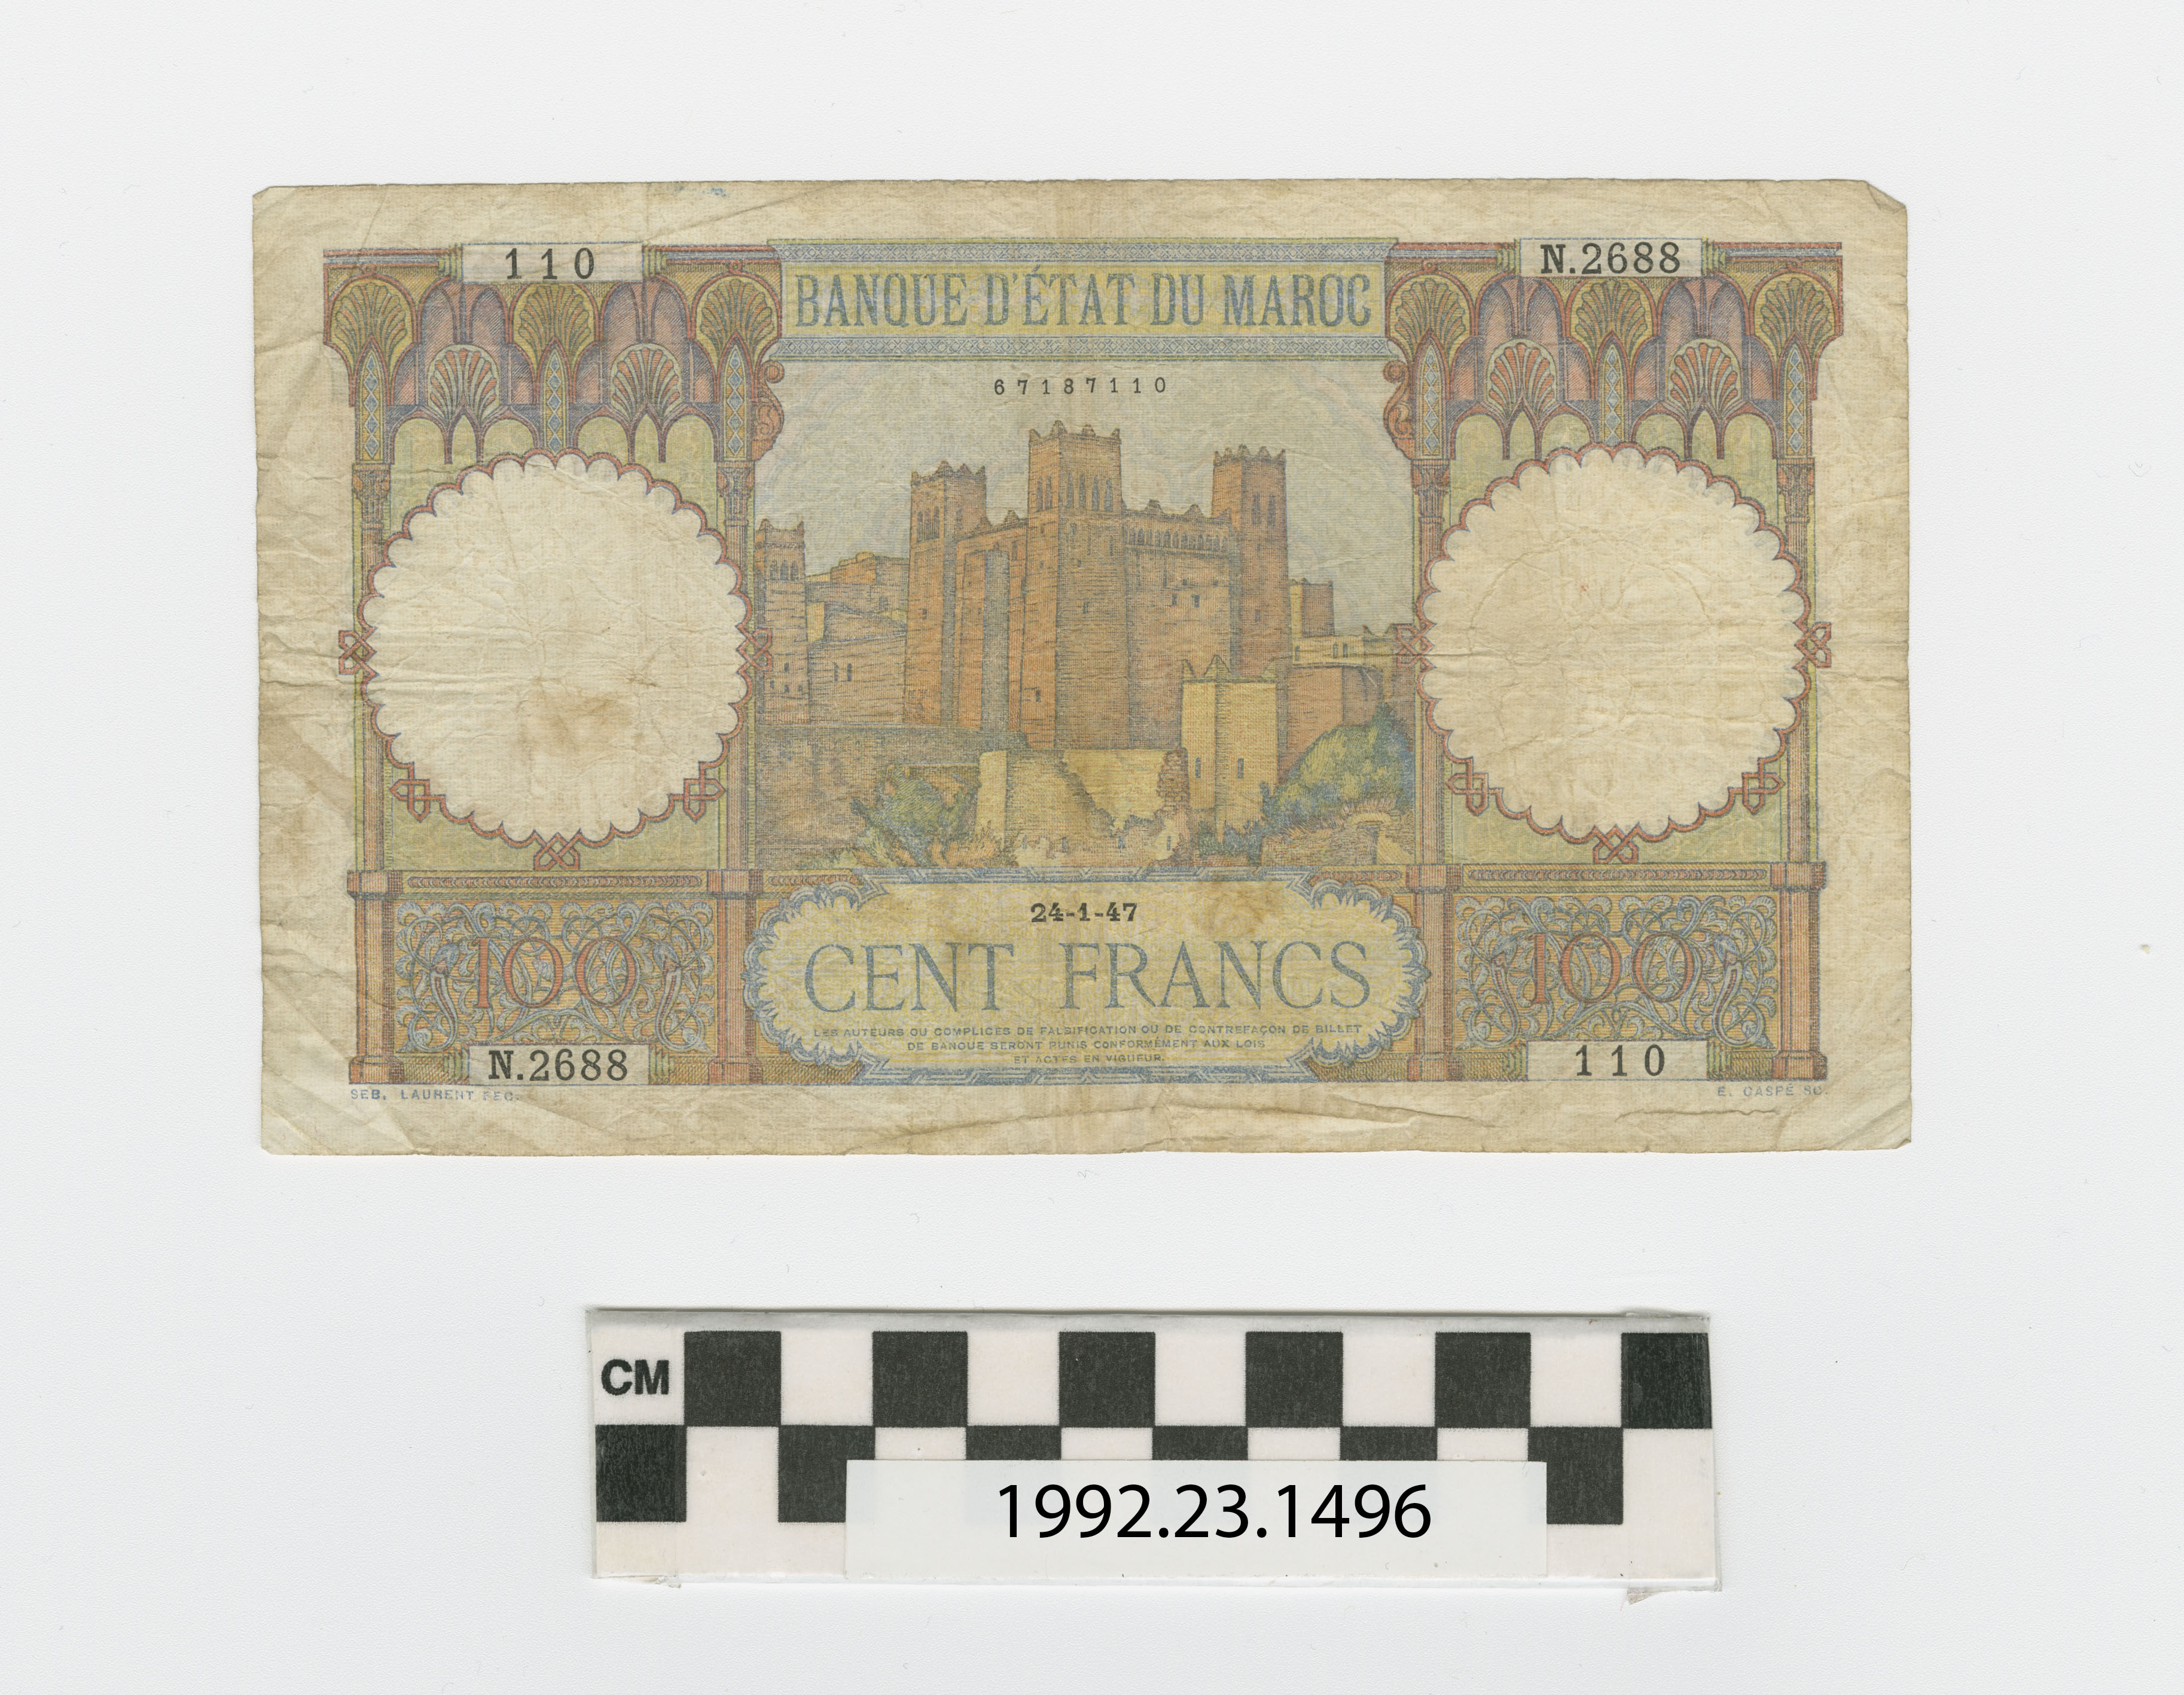 110
N.2688
BANQUE D'ÉTAT DU MAROC
67187110
24-1-47
CENT FRANCS
100
100
LES AUTEURS OU COMPLICES DE FALSIFICATION OU DE CONTREFAÇON DE BILLET
DE BANQUE SERONT PUNIS CONFORMÉMENT AUX LOIS
ET ACTES EN VIGUEUR.
N.2688
110
SEB. LAURENT FEC.
E. GASPÉ SC.
CM
1992.23.1496